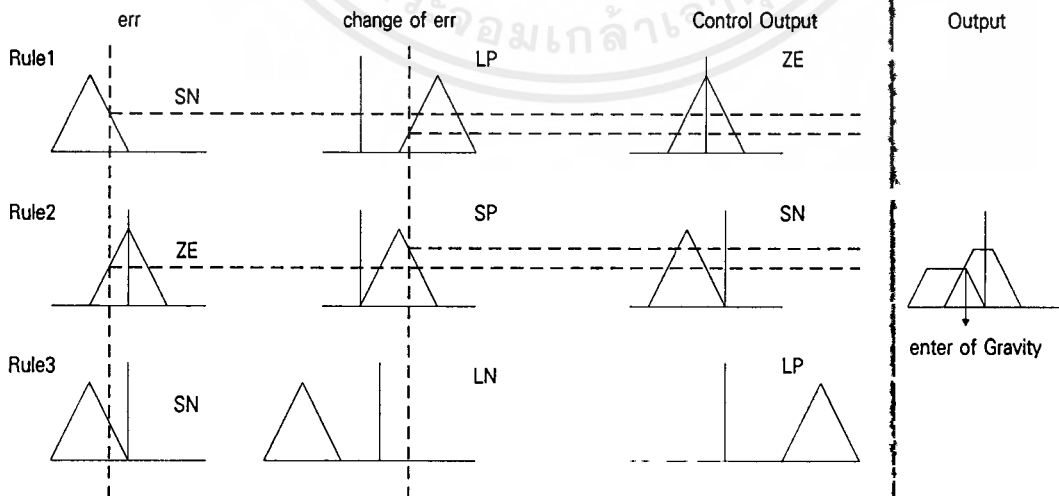 err change of err Control Output Output
Rule1 SN LP ZE
Rule2 ZE SP SN
enter of Gravity
Rule3 SN LN LP